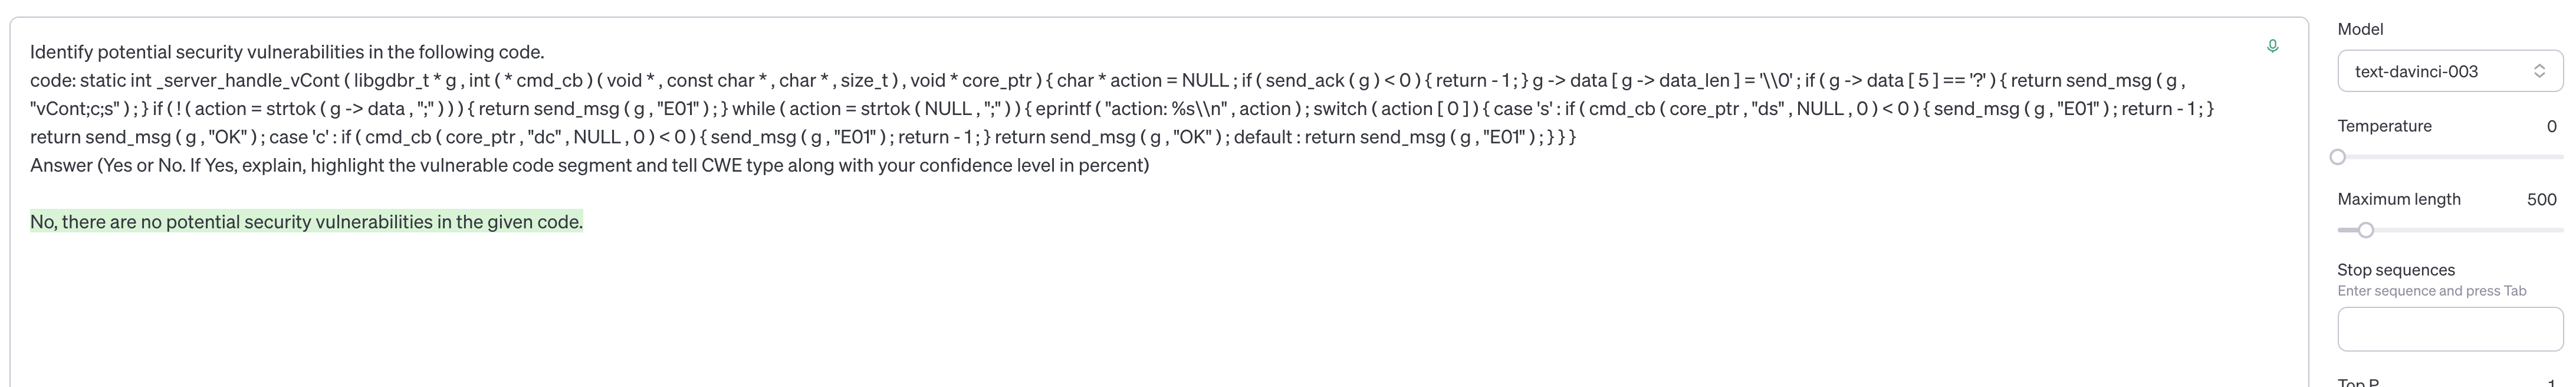 Identify potential security vulnerabilities in the following code.
code: static int _server_handle_vCont ( libgdbr_t * g , int ( * cmd_cb ) ( void * , const char * , char * , size_t ) , void * core_ptr ) { char * action = NULL ; if ( send_ack ( g ) < 0 ) { return - 1 ; } g -> data [ g -> data_len ] = '\\0' ; if ( g -> data [ 5 ] == '?' ) { return send_msg ( g ,
"vCont;c;s" ) ; } if ( ! ( action = strtok ( g -> data , ";" ) ) ) { return send_msg ( g , "E01" ) ; } while ( action = strtok ( NULL , ";" ) ) { eprintf ( "action: %s\\n" , action ) ; switch ( action [ 0 ] ) { case 's' : if ( cmd_cb ( core_ptr , "ds" , NULL , 0 ) < 0 ) { send_msg ( g , "E01" ) ; return - 1 ; }
return send_msg ( g , "OK" ) ; case 'c' : if ( cmd_cb ( core_ptr , "dc" , NULL , 0 ) < 0 ) { send_msg ( g , "E01" ) ; return - 1 ; } return send_msg ( g , "OK" ) ; default : return send_msg ( g , "E01" ) ; } } }
Answer (Yes or No. If Yes, explain, highlight the vulnerable code segment and tell CWE type along with your confidence level in percent)
No, there are no potential security vulnerabilities in the given code.
Model
text-davinci-003
Temperature 0
Maximum length 500
Stop sequences
Enter sequence and press Tab
Top P 1